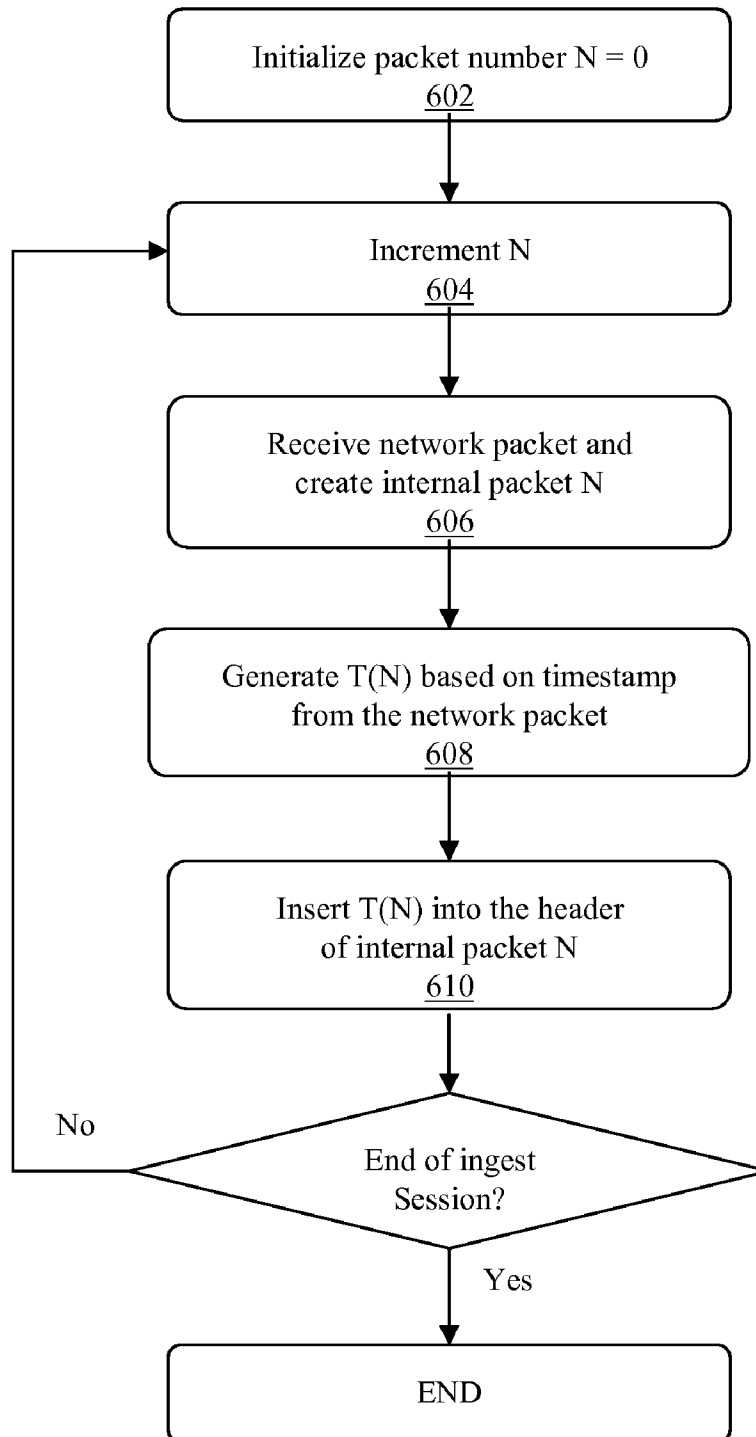 Initialize packet number N = 0
602
Increment N
604
Receive network packet and
create internal packet N
606
Generate T(N) based on timestamp
from the network packet
608
Insert T(N) into the header
of internal packet N
610
No
End of ingest
Session?
Yes
END